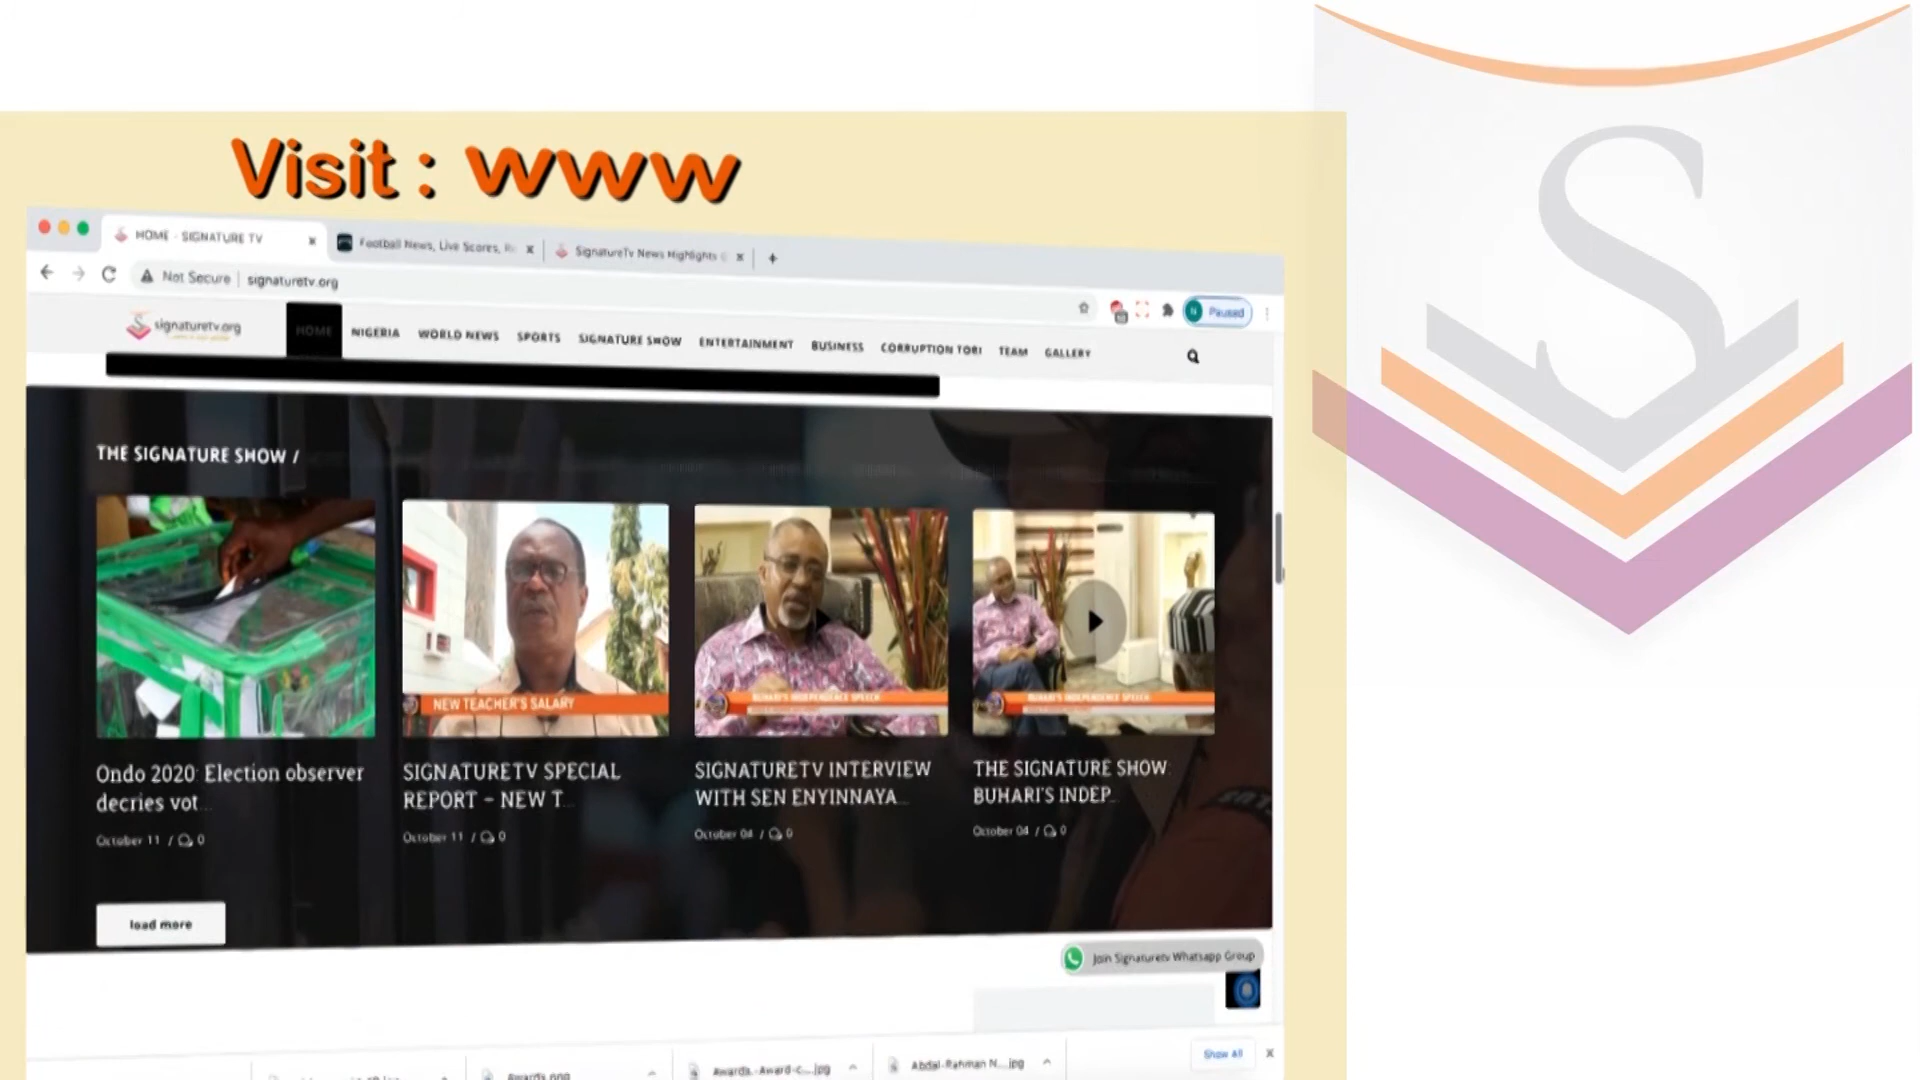 Visit : www
HOME - SIGNATURE TV
Football News, Live Scores,
SignatureTv News Highlights
Not Secure | signaturetv.org
Paused
signaturetv.org
HOME NIGERIA WORLD NEWS SPORTS SIGNATURE SHOW ENTERTAINMENT BUSINESS CORRUPTION TORI TEAM GALLERY
THE SIGNATURE SHOW /
NEW TEACHER'S SALARY
BUHARI'S INDEPENDENCE SPEECH
BUHARI'S INDEPENDENCE SPEECH
Ondo 2020: Election observer
decries vot...
October 11 / 0
SIGNATURETV SPECIAL
REPORT – NEW T...
October 11 / 0
SIGNATURETV INTERVIEW
WITH SEN ENYINNAYA...
October 04 / 0
THE SIGNATURE SHOW:
BUHARI'S INDEP...
October 04 / 0
load more
Join Signaturetv Whatsapp Group
Awards.png
Awards.-Award-c....jpg
Abdal-Rahman N....jpg
Show All
S